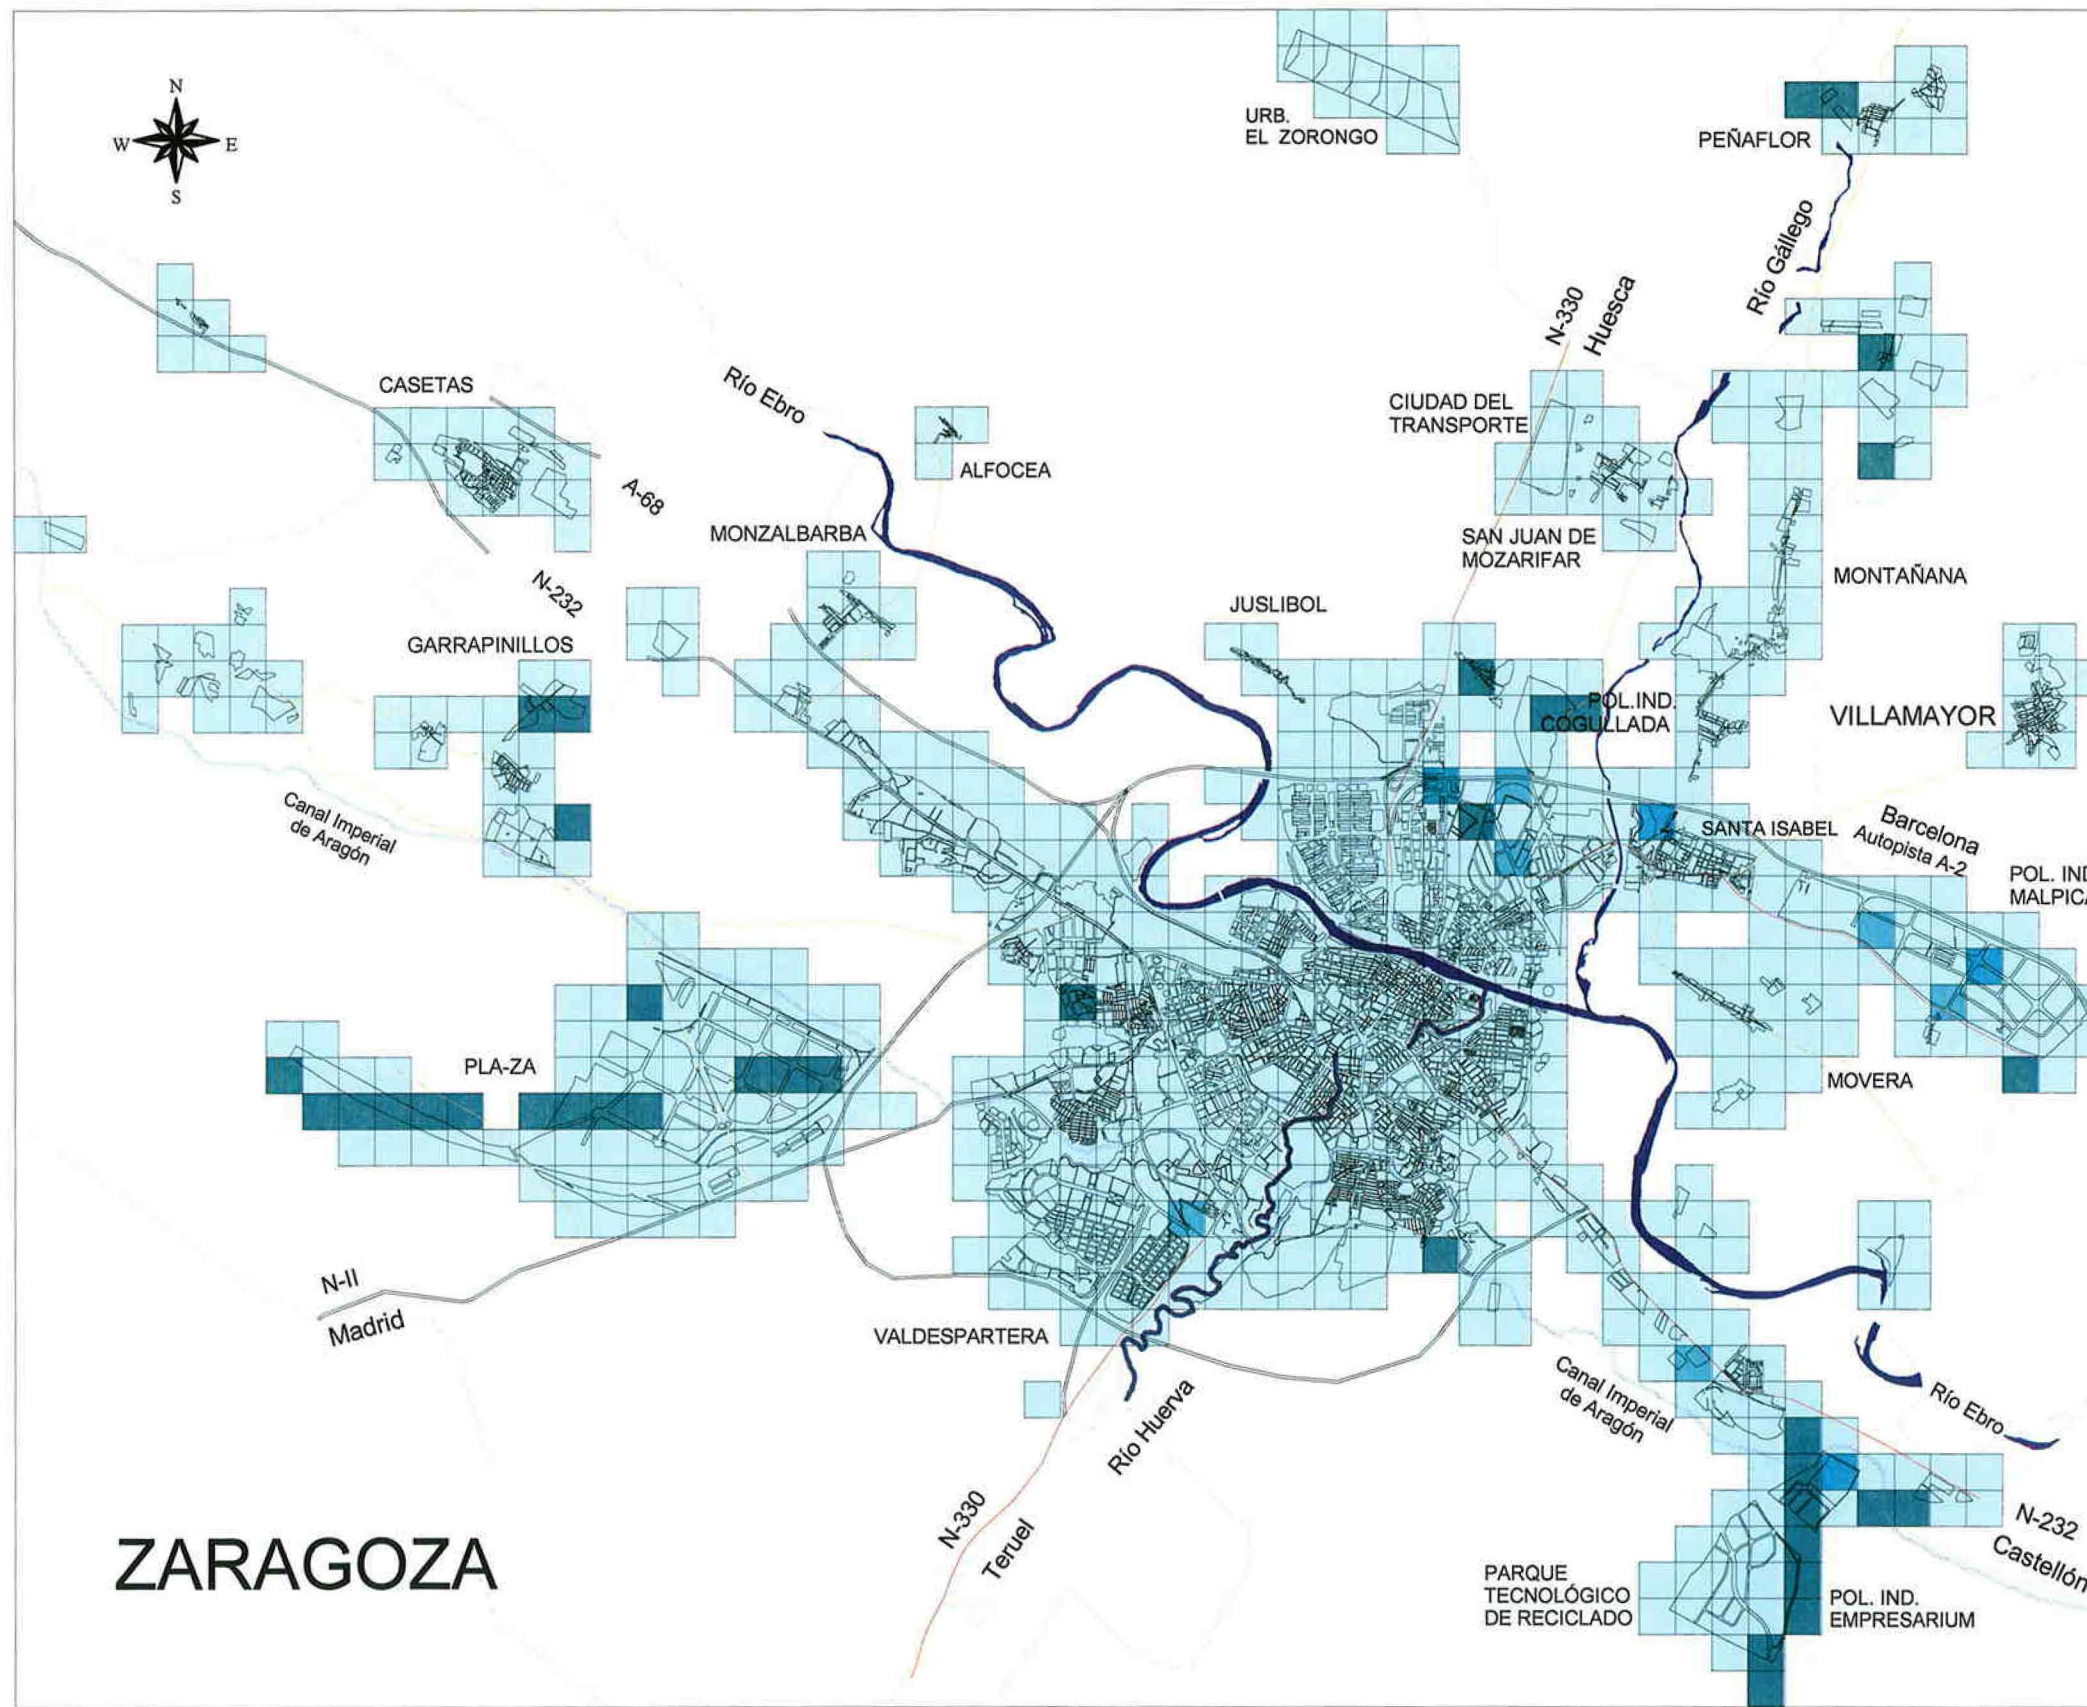 N
W E
S
URB.
EL ZORONGO
PEÑAFLOR
Río Gállego
N-330
Huesca
CASETAS
Río Ebro
A-68
ALFOCEA
CIUDAD DEL
TRANSPORTE
MONZALBARBA
SAN JUAN DE
MOZARIFAR
MONTAÑANA
N-232
JUSLIBOL
GARRAPINILLOS
POL.IND.
COGULLADA
VILLAMAYOR
Canal Imperial
de Aragón
SANTA ISABEL
Barcelona
Autopista A-2
POL. IND
MALPICA
PLA-ZA
MOVERA
N-II
Madrid
VALDESPARTERA
Río Huerva
Canal Imperial
de Aragón
Río Ebro
N-330
Teruel
N-232
Castellón
ZARAGOZA
PARQUE
TECNOLÓGICO
DE RECICLADO
POL. IND.
EMPRESARIUM